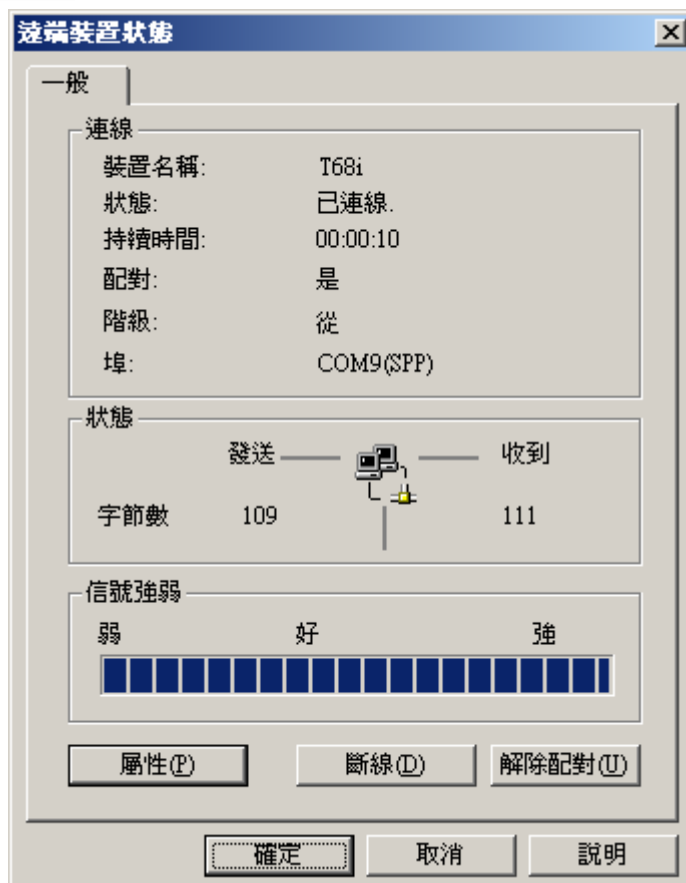 遠端裝置狀態
一般
連線
裝置名稱: T68i
狀態: 已連線.
持續時間: 00:00:10
配對: 是
階級: 從
埠: COM9(SPP)
狀態
發送 收到
字節數 109 111
信號強弱
弱 好 強
屬性(P) 斷線(D) 解除配對(U)
確定 取消 說明